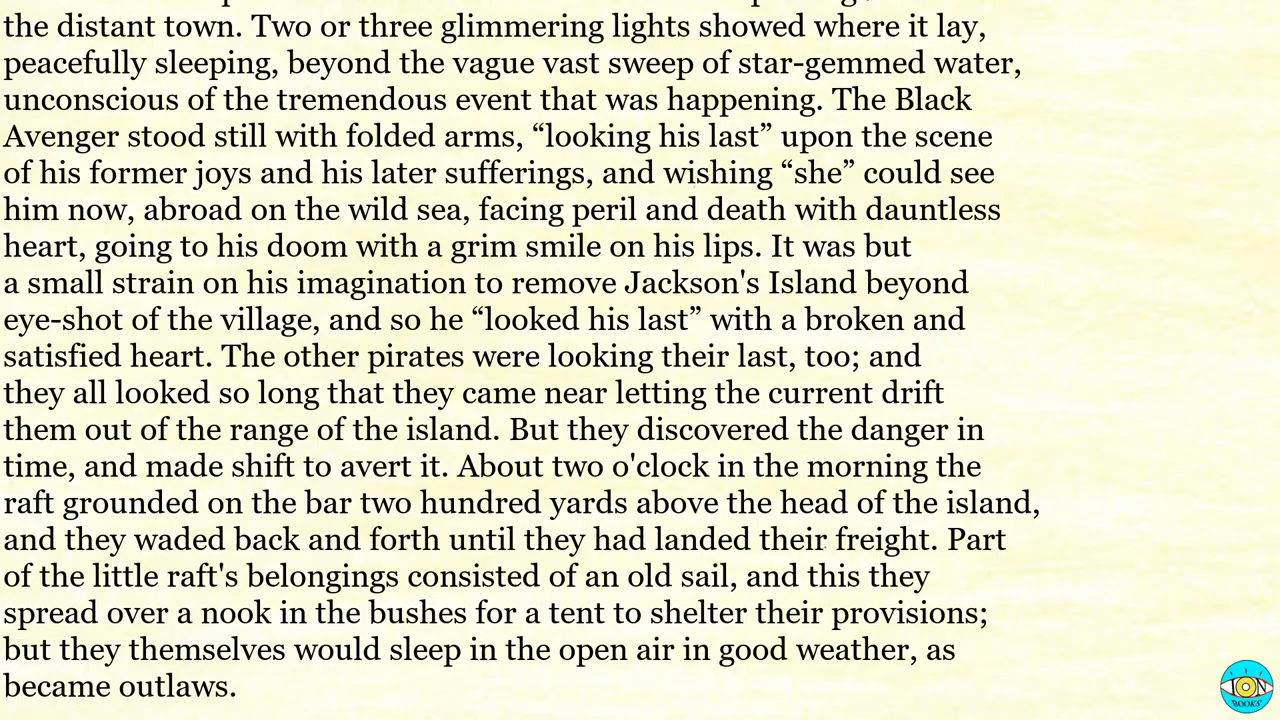 the distant town. Two or three glimmering lights showed where it lay,
peacefully sleeping, beyond the vague vast sweep of star-gemmed water,
unconscious of the tremendous event that was happening. The Black
Avenger stood still with folded arms, “looking his last” upon the scene
of his former joys and his later sufferings, and wishing “she” could see
him now, abroad on the wild sea, facing peril and death with dauntless
heart, going to his doom with a grim smile on his lips. It was but
a small strain on his imagination to remove Jackson's Island beyond
eye-shot of the village, and so he “looked his last” with a broken and
satisfied heart. The other pirates were looking their last, too; and
they all looked so long that they came near letting the current drift
them out of the range of the island. But they discovered the danger in
time, and made shift to avert it. About two o'clock in the morning the
raft grounded on the bar two hundred yards above the head of the island,
and they waded back and forth until they had landed their freight. Part
of the little raft's belongings consisted of an old sail, and this they
spread over a nook in the bushes for a tent to shelter their provisions;
but they themselves would sleep in the open air in good weather, as
became outlaws.
ION
BOOKS